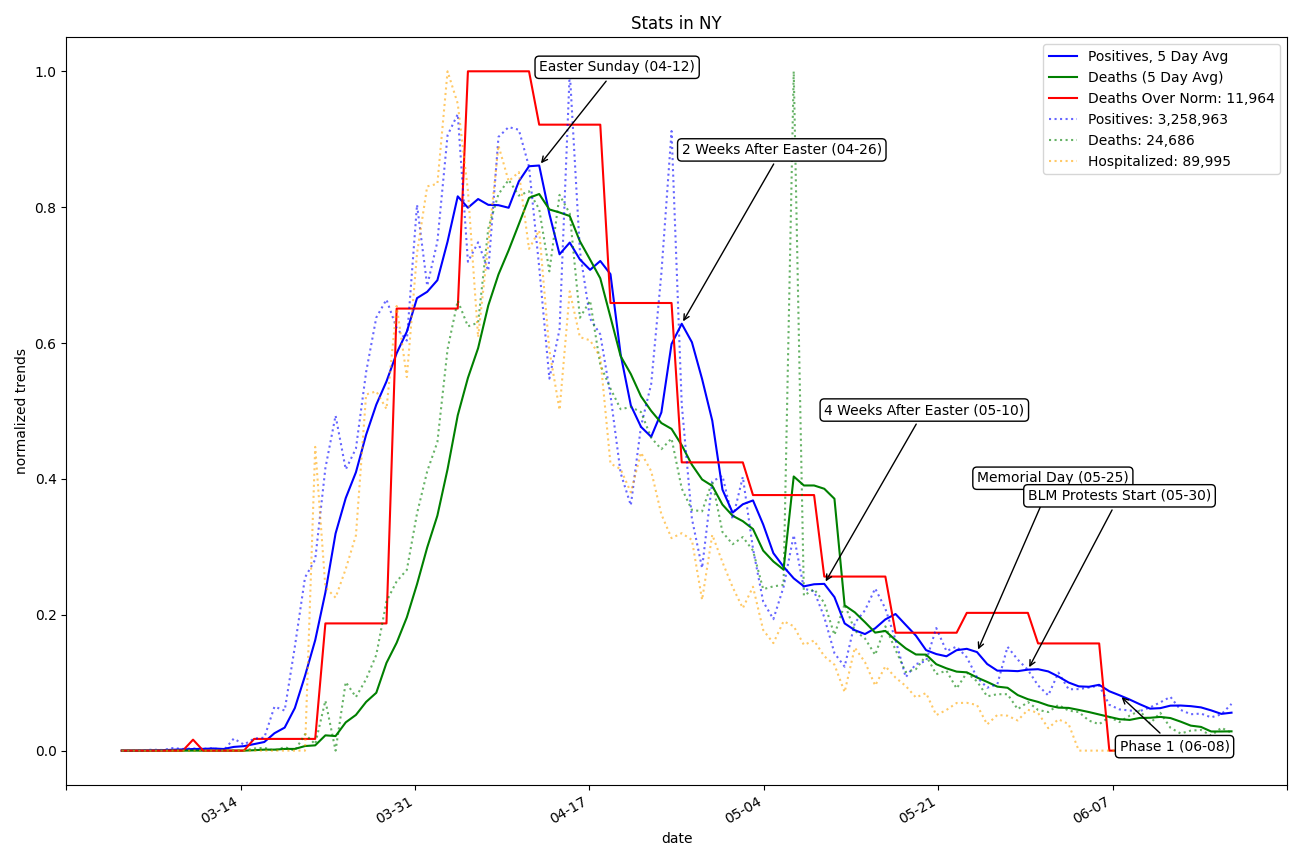 Stats in NY
Positives, 5 Day Avg
Deaths (5 Day Avg)
Deaths Over Norm: 11,964
Positives: 3,258,963
Deaths: 24,686
Hospitalized: 89,995
Easter Sunday (04-12)
2 Weeks After Easter (04-26)
4 Weeks After Easter (05-10)
Memorial Day (05-25)
BLM Protests Start (05-30)
Phase 1 (06-08)
normalized trends
1.0
0.8
0.6
0.4
0.2
0.0
03-14
03-31
04-17
05-04
05-21
06-07
date